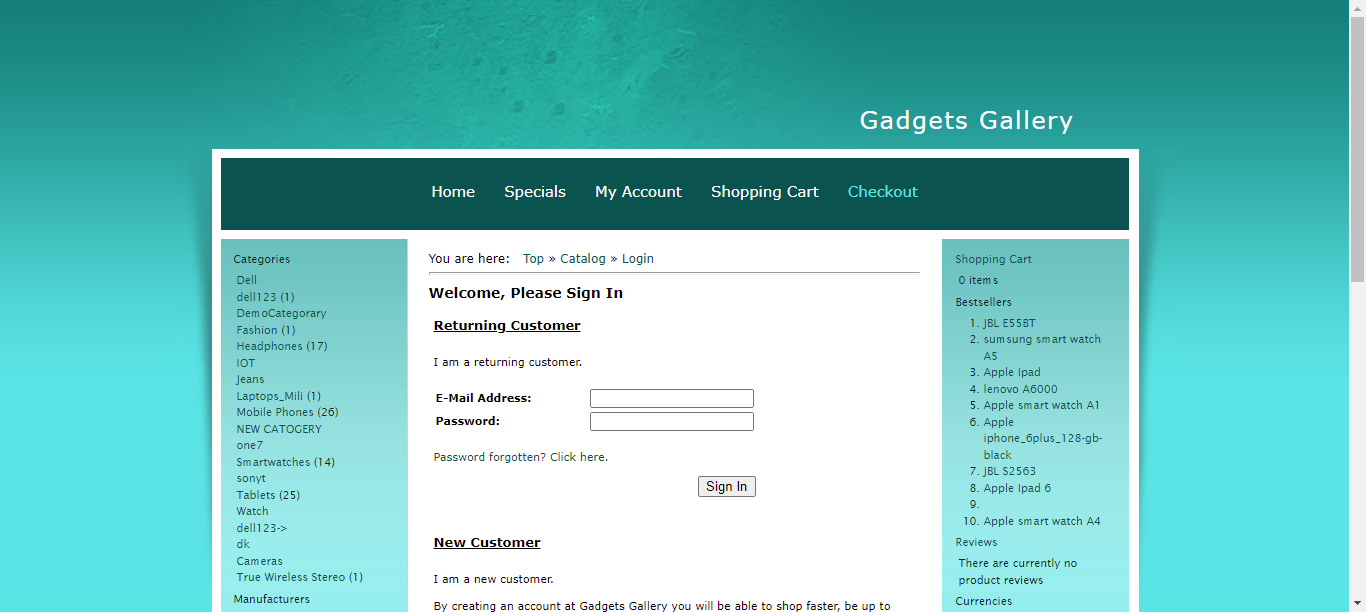 Gadgets Gallery
Home Specials My Account Shopping Cart Checkout
Categories
Dell
dell123 (1)
DemoCategorary
Fashion (1)
Headphones (17)
IOT
Jeans
Laptops_Mili (1)
Mobile Phones (26)
NEW CATOGERY
one7
Smartwatches (14)
sonyt
Tablets (25)
Watch
dell123->
dk
Cameras
True Wireless Stereo (1)
Manufacturers
You are here: Top » Catalog » Login
Welcome, Please Sign In
Returning Customer
I am a returning customer.
E-Mail Address:
Password:
Password forgotten? Click here.
Sign In
New Customer
I am a new customer.
By creating an account at Gadgets Gallery you will be able to shop faster, be up to
Shopping Cart
0 items
Bestsellers
1. JBL E55BT
2. sumsung smart watch
A5
3. Apple Ipad
4. lenovo A6000
5. Apple smart watch A1
6. Apple
iphone_6plus_128-gb-
black
7. JBL S2563
8. Apple Ipad 6
9.
10. Apple smart watch A4
Reviews
There are currently no
product reviews
Currencies